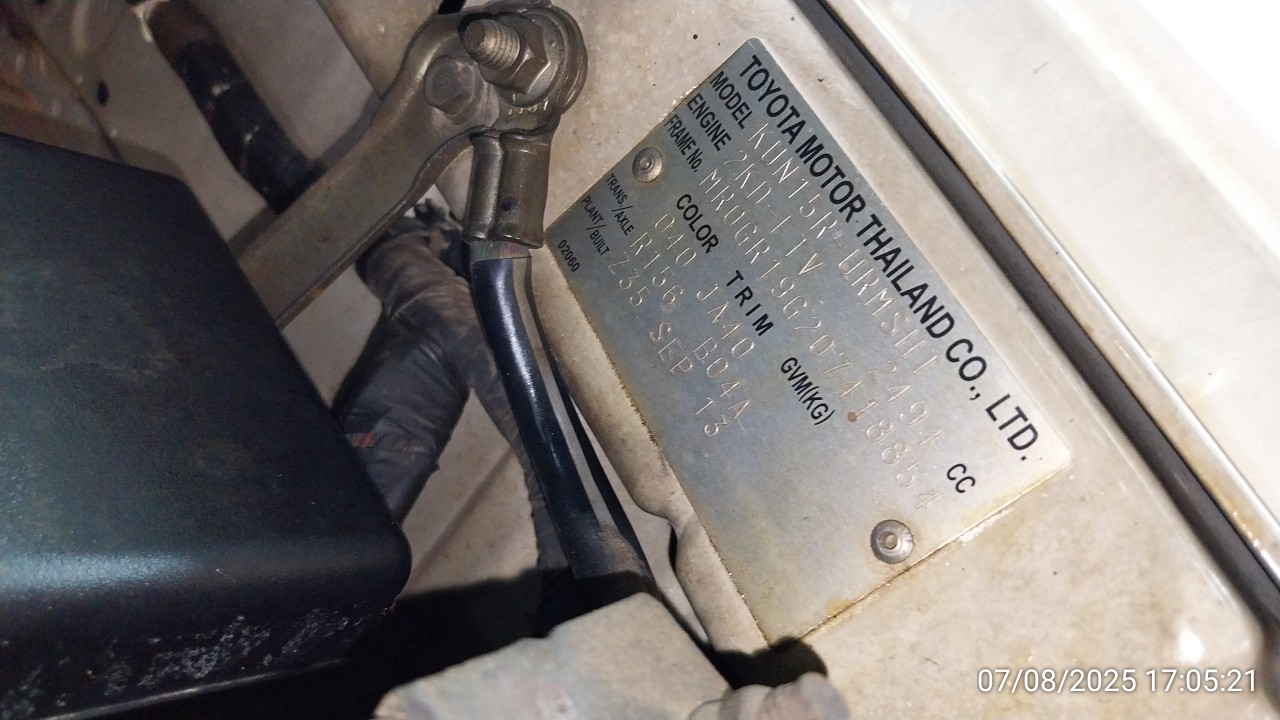 TOYOTA MOTOR THAILAND CO., LTD.
MODEL KUN15R-URMSHT
ENGINE 2KD-FTV 2494 CC
FRAME No. MR0GR19G207418854
COLOR TRIM GVM(KG)
040 JA40
TRANS/AXLE R156 B04A
PLANT/BUILT Z35 SEP 13
02060
07/08/2025 17:05:21